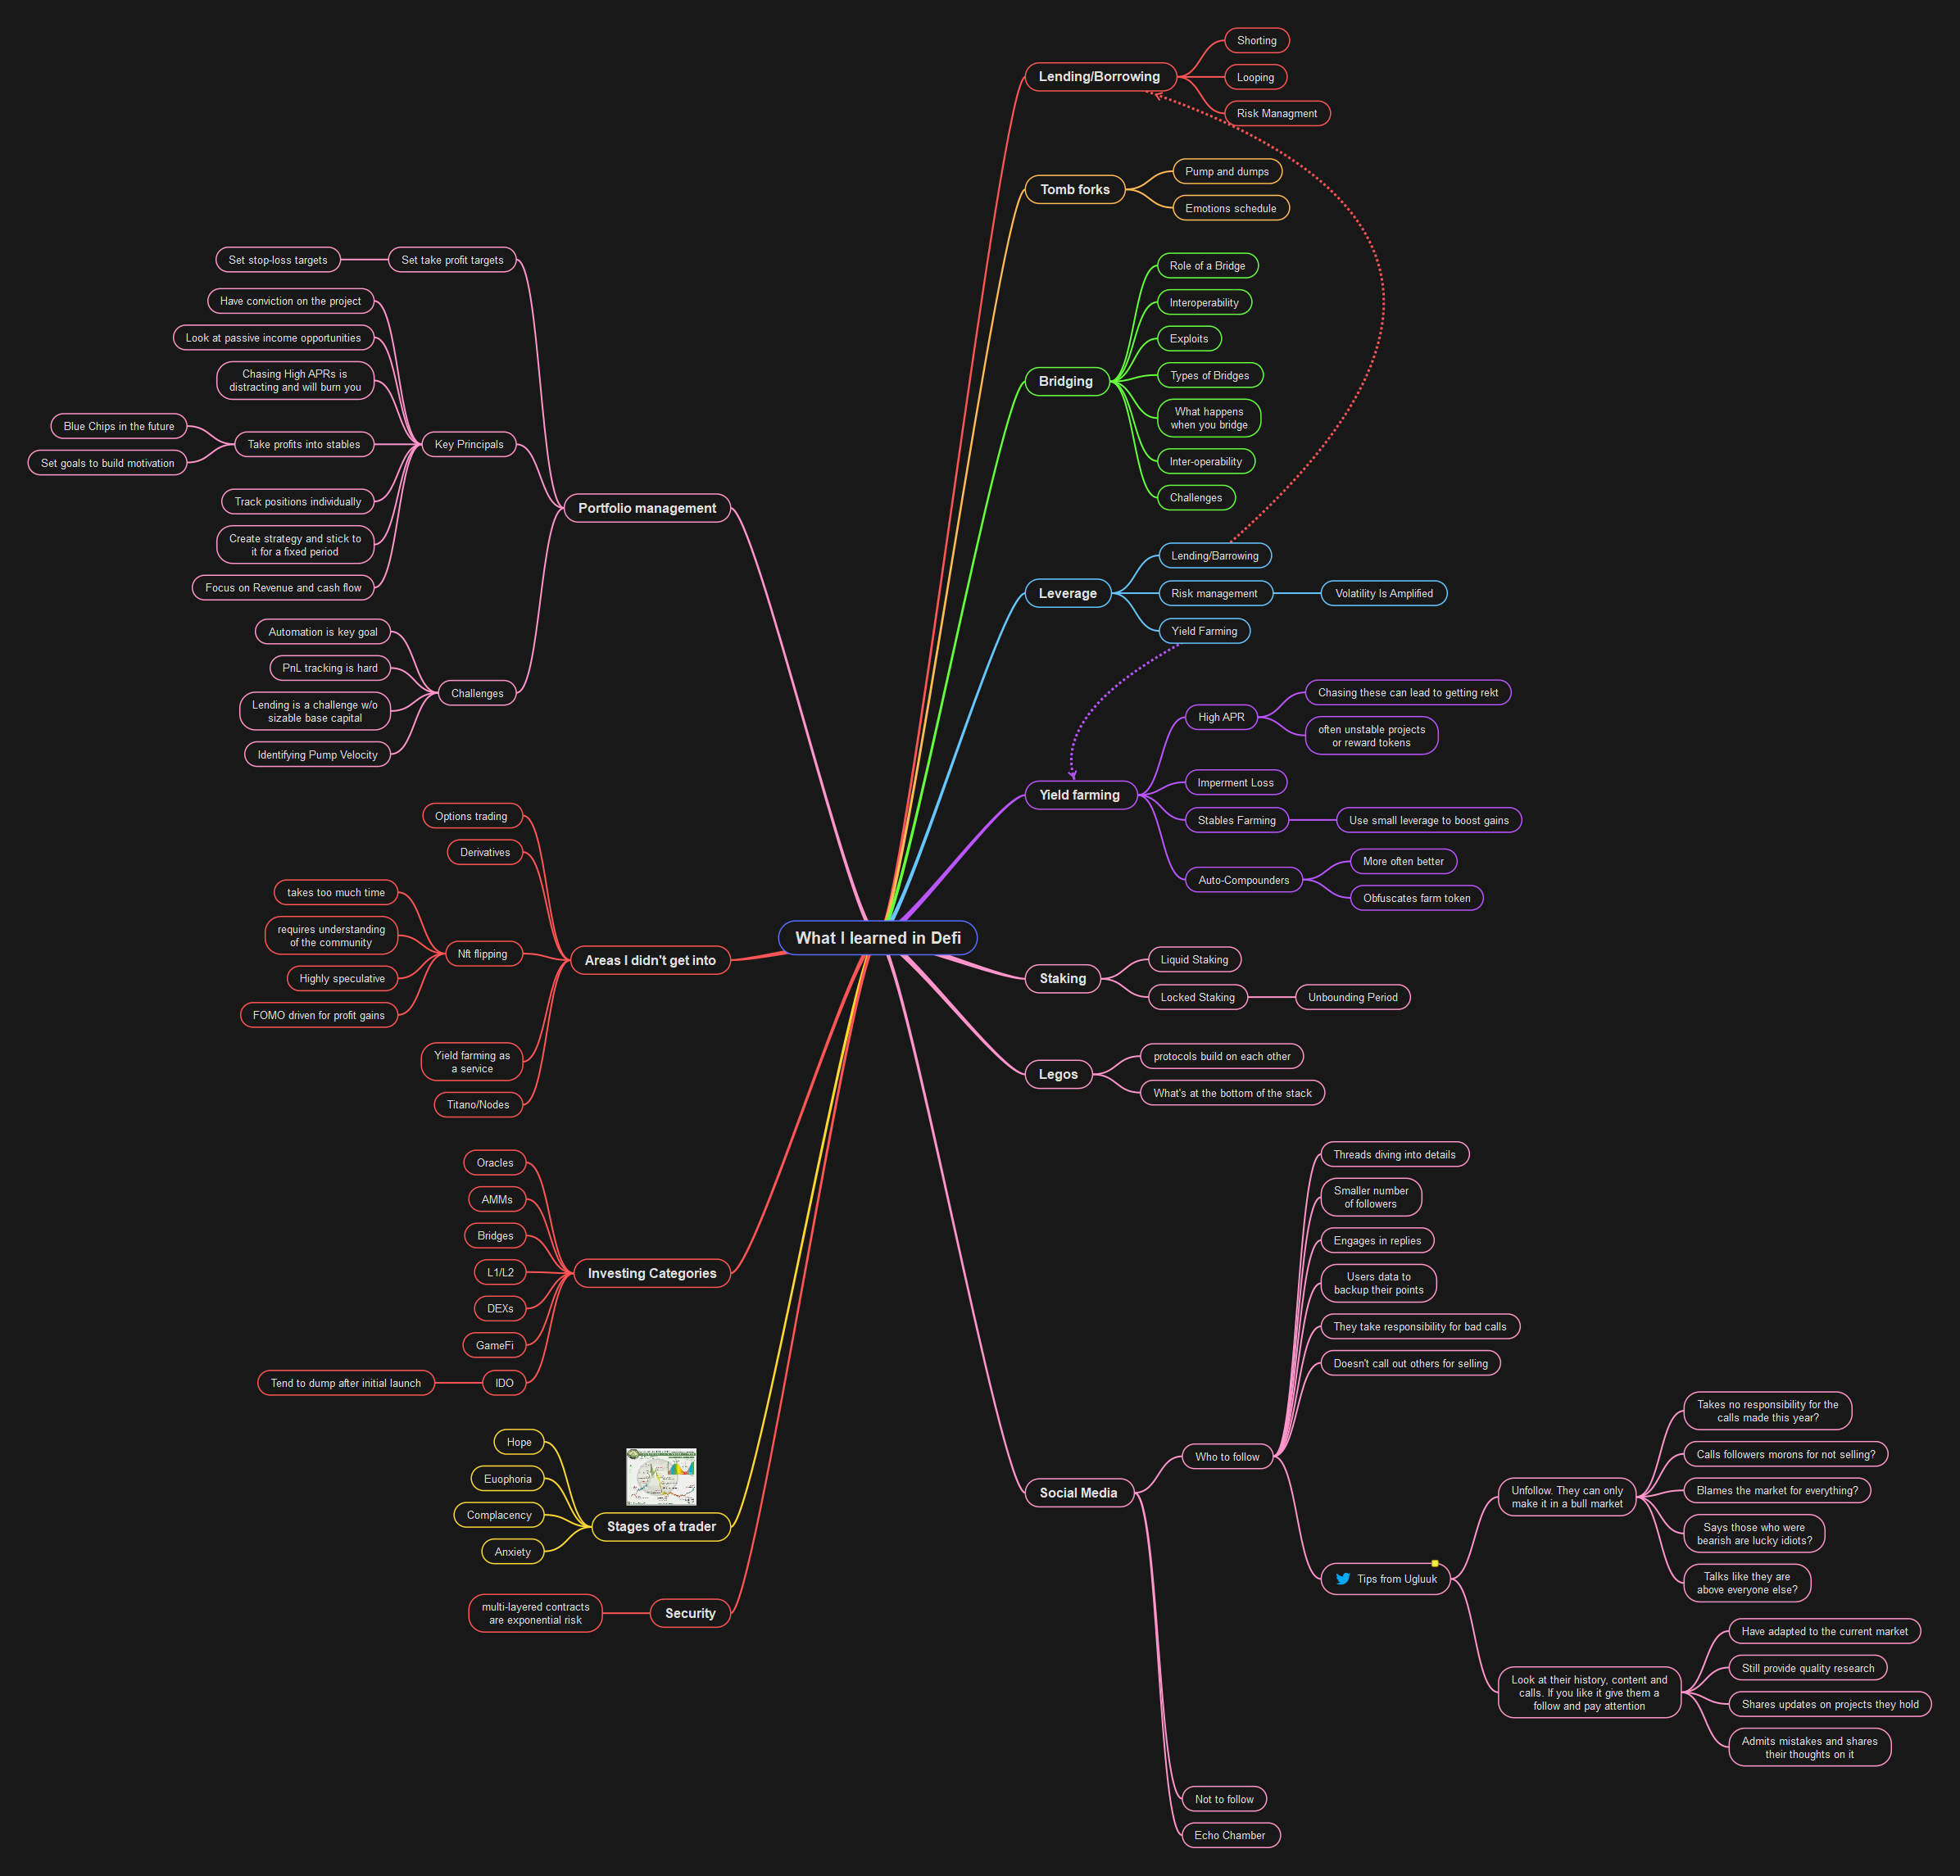 What I learned in Defi
Lending/Borrowing
Shorting
Looping
Risk Managment
Tomb forks
Pump and dumps
Emotions schedule
Bridging
Role of a Bridge
Interoperability
Exploits
Types of Bridges
What happens
when you bridge
Inter-operability
Challenges
Leverage
Lending/Barrowing
Risk management
Volatility Is Amplified
Yield Farming
Yield farming
High APR
Chasing these can lead to getting rekt
often unstable projects
or reward tokens
Imperment Loss
Stables Farming
Use small leverage to boost gains
Auto-Compounders
More often better
Obfuscates farm token
Staking
Liquid Staking
Locked Staking
Unbounding Period
Legos
protocols build on each other
What's at the bottom of the stack
Social Media
Who to follow
Threads diving into details
Smaller number
of followers
Engages in replies
Users data to
backup their points
They take responsibility for bad calls
Doesn't call out others for selling
Tips from Ugluuk
Unfollow. They can only
make it in a bull market
Takes no responsibility for the
calls made this year?
Calls followers morons for not selling?
Blames the market for everything?
Says those who were
bearish are lucky idiots?
Talks like they are
above everyone else?
Look at their history, content and
calls. If you like it give them a
follow and pay attention
Have adapted to the current market
Still provide quality research
Shares updates on projects they hold
Admits mistakes and shares
their thoughts on it
Not to follow
Echo Chamber
Portfolio management
Set take profit targets
Set stop-loss targets
Key Principals
Have conviction on the project
Look at passive income opportunities
Chasing High APRs is
distracting and will burn you
Take profits into stables
Blue Chips in the future
Set goals to build motivation
Track positions individually
Create strategy and stick to
it for a fixed period
Focus on Revenue and cash flow
Challenges
Automation is key goal
PnL tracking is hard
Lending is a challenge w/o
sizable base capital
Identifying Pump Velocity
Areas I didn't get into
Options trading
Derivatives
Nft flipping
takes too much time
requires understanding
of the community
Highly speculative
FOMO driven for profit gains
Yield farming as
a service
Titano/Nodes
Investing Categories
Oracles
AMMs
Bridges
L1/L2
DEXs
GameFi
IDO
Tend to dump after initial launch
Stages of a trader
Hope
Euophoria
Complacency
Anxiety
Security
multi-layered contracts
are exponential risk